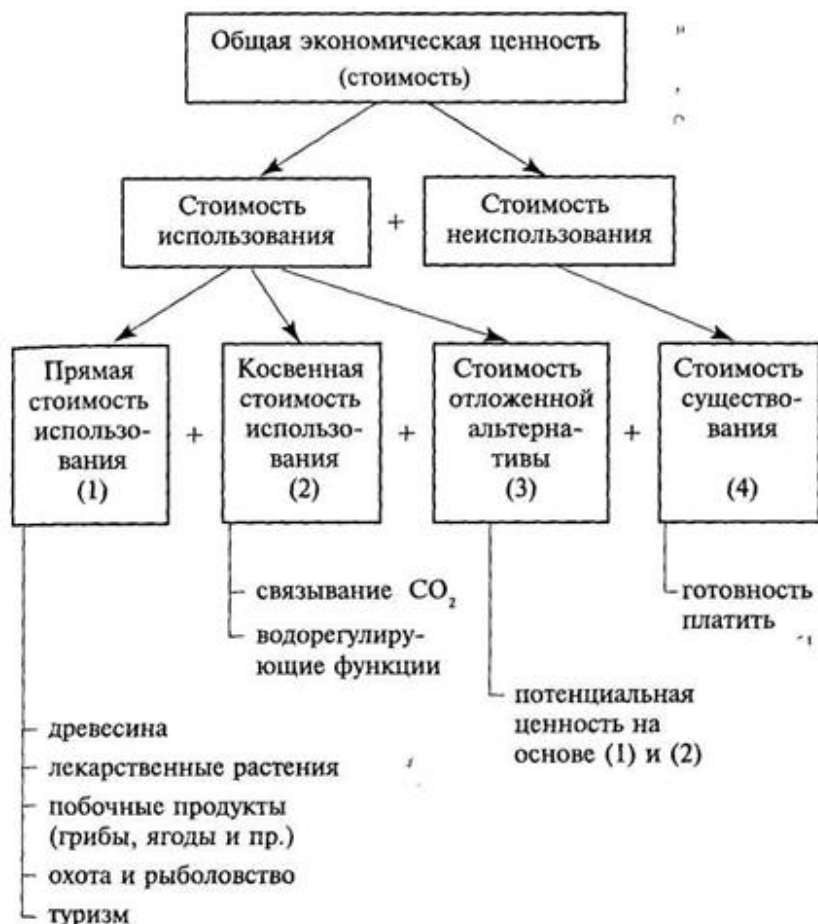 Общая экономическая ценность
(стоимость)
Стоимость
использования
+
Стоимость
неиспользования
Прямая
стоимость
использо-
вания
(1)
+
Косвенная
стоимость
использо-
вания
(2)
+
Стоимость
отложенной
альтерна-
тивы
(3)
+
Стоимость
существо-
вания
(4)
связывание CO₂
водорегулиру-
ющие функции
готовность
платить
потенциальная
ценность на
основе (1) и (2)
древесина
лекарственные растения
побочные продукты
(грибы, ягоды и пр.)
охота и рыболовство
туризм